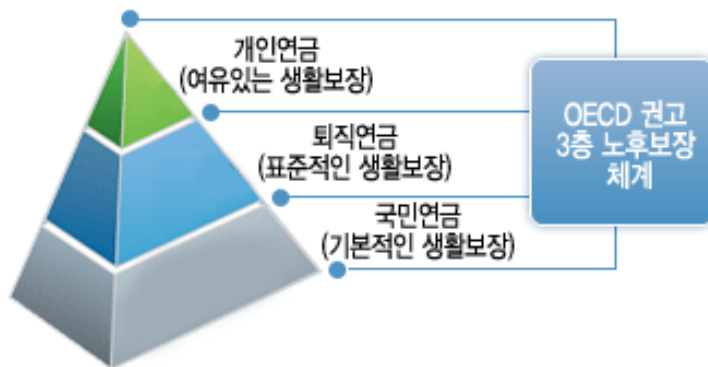 개인연금
(여유있는 생활보장)
퇴직연금
(표준적인 생활보장)
국민연금
(기본적인 생활보장)
OECD 권고
3층 노후보장
체계